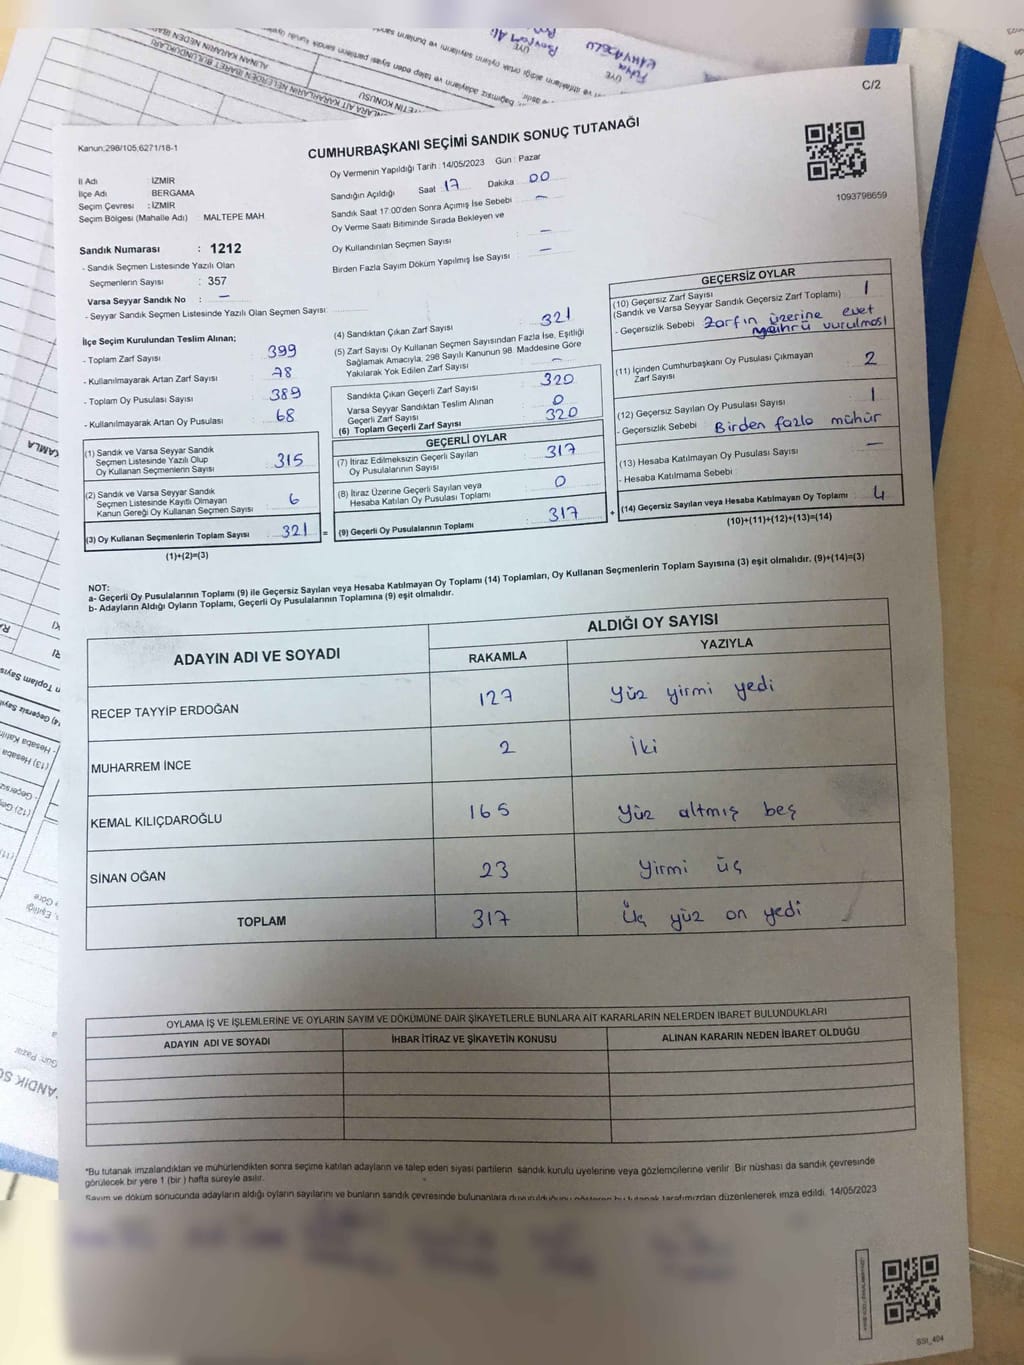 C/2
Kanun;298/105,6271/18-1
CUMHURBAŞKANI SEÇİMİ SANDIK SONUÇ TUTANAĞI
1093798659
İl Adı : İZMİR
İlçe Adı : BERGAMA
Seçim Çevresi : İZMİR
Seçim Bölgesi (Mahalle Adı) MALTEPE MAH
Sandık Numarası : 1212
- Sandık Seçmen Listesinde Yazılı Olan
Seçmenlerin Sayısı : 357
Varsa Seyyar Sandık No : –
- Seyyar Sandık Seçmen Listesinde Yazılı Olan Seçmen Sayısı:
Oy Vermenin Yapıldığı Tarih : 14/05/2023 Gün : Pazar
Sandığın Açıldığı Saat 17 Dakika 00
Sandık Saat 17:00'den Sonra Açımış İse Sebebi –
Oy Verme Saati Bitiminde Sırada Bekleyen ve
Oy Kullandırılan Seçmen Sayısı : –
Birden Fazla Sayım Döküm Yapılmış İse Sayısı : –
İlçe Seçim Kurulundan Teslim Alınan;
- Toplam Zarf Sayısı : 399
- Kullanılmayarak Artan Zarf Sayısı : 78
- Toplam Oy Pusulası Sayısı : 389
- Kullanılmayarak Artan Oy Pusulası : 68
(1) Sandık ve Varsa Seyyar Sandık
Seçmen Listesinde Yazılı Olup
Oy Kullanan Seçmenlerin Sayısı : 315
(2) Sandık ve Varsa Seyyar Sandık
Seçmen Listesinde Kayıtlı Olmayan
Kanun Gereği Oy Kullanan Seçmen Sayısı : 6
(3) Oy Kullanan Seçmenlerin Toplam Sayısı : 321 =
(1)+(2)=(3)
(4) Sandıktan Çıkan Zarf Sayısı : 321
(5) Zarf Sayısı Oy Kullanan Seçmen Sayısından Fazla İse, Eşitliği
Sağlamak Amacıyla, 298 Sayılı Kanunun 98. Maddesine Göre
Yakılarak Yok Edilen Zarf Sayısı : –
Sandıkta Çıkan Geçerli Zarf Sayısı : 320
Varsa Seyyar Sandıktan Teslim Alınan
Geçerli Zarf Sayısı : 0
(6) Toplam Geçerli Zarf Sayısı : 320
GEÇERLİ OYLAR
(7) İtiraz Edilmeksizin Geçerli Sayılan
Oy Pusulalarının Sayısı : 317
(8) İtiraz Üzerine Geçerli Sayılan veya
Hesaba Katılan Oy Pusulası Toplamı : 0
(9) Geçerli Oy Pusulalarının Toplamı : 317 +
GEÇERSİZ OYLAR
(10) Geçersiz Zarf Sayısı
(Sandık ve Varsa Seyyar Sandık Geçersiz Zarf Toplamı) : 1
- Geçersizlik Sebebi Zarfın üzerine evet
mührü vurulması
(11) İçinden Cumhurbaşkanı Oy Pusulası Çıkmayan
Zarf Sayısı : 2
(12) Geçersiz Sayılan Oy Pusulası Sayısı : 1
- Geçersizlik Sebebi Birden fazla mühür
(13) Hesaba Katılmayan Oy Pusulası Sayısı : –
- Hesaba Katılmama Sebebi :
(14) Geçersiz Sayılan veya Hesaba Katılmayan Oy Toplamı : 4
(10)+(11)+(12)+(13)=(14)
NOT:
a- Geçerli Oy Pusulalarının Toplamı (9) ile Geçersiz Sayılan veya Hesaba Katılmayan Oy Toplamı (14) Toplamları, Oy Kullanan Seçmenlerin Toplam Sayısına (3) eşit olmalıdır. (9)+(14)=(3)
b- Adayların Aldığı Oyların Toplamı, Geçerli Oy Pusulalarının Toplamına (9) eşit olmalıdır.
ADAYIN ADI VE SOYADI ALDIĞI OY SAYISI
RAKAMLA YAZIYLA
RECEP TAYYİP ERDOĞAN 127 Yüz yirmi yedi
MUHARREM İNCE 2 İki
KEMAL KILIÇDAROĞLU 165 Yüz altmış beş
SİNAN OĞAN 23 Yirmi üç
TOPLAM 317 Üç yüz on yedi
OYLAMA İŞ VE İŞLEMLERİNE VE OYLARIN SAYIM VE DÖKÜMÜNE DAİR ŞİKAYETLERLE BUNLARA AİT KARARLARIN NELERDEN İBARET BULUNDUKLARI
ADAYIN ADI VE SOYADI İHBAR İTİRAZ VE ŞİKAYETİN KONUSU ALINAN KARARIN NEDEN İBARET OLDUĞU
*Bu tutanak imzalandıktan ve mühürlendikten sonra seçime katılan adayların ve talep eden siyasi partilerin sandık kurulu üyelerine veya gözlemcilerine verilir. Bir nüshası da sandık çevresinde
görülecek bir yere 1 (bir ) hafta süreyle asılır.
Sayım ve döküm sonucunda adayların aldığı oyların sayılarını ve bunların sandık çevresinde bulunanlara duyurulduğunu gösteren bu tutanak tarafımızdan düzenlenerek imza edildi. 14/05/2023
SSI_404